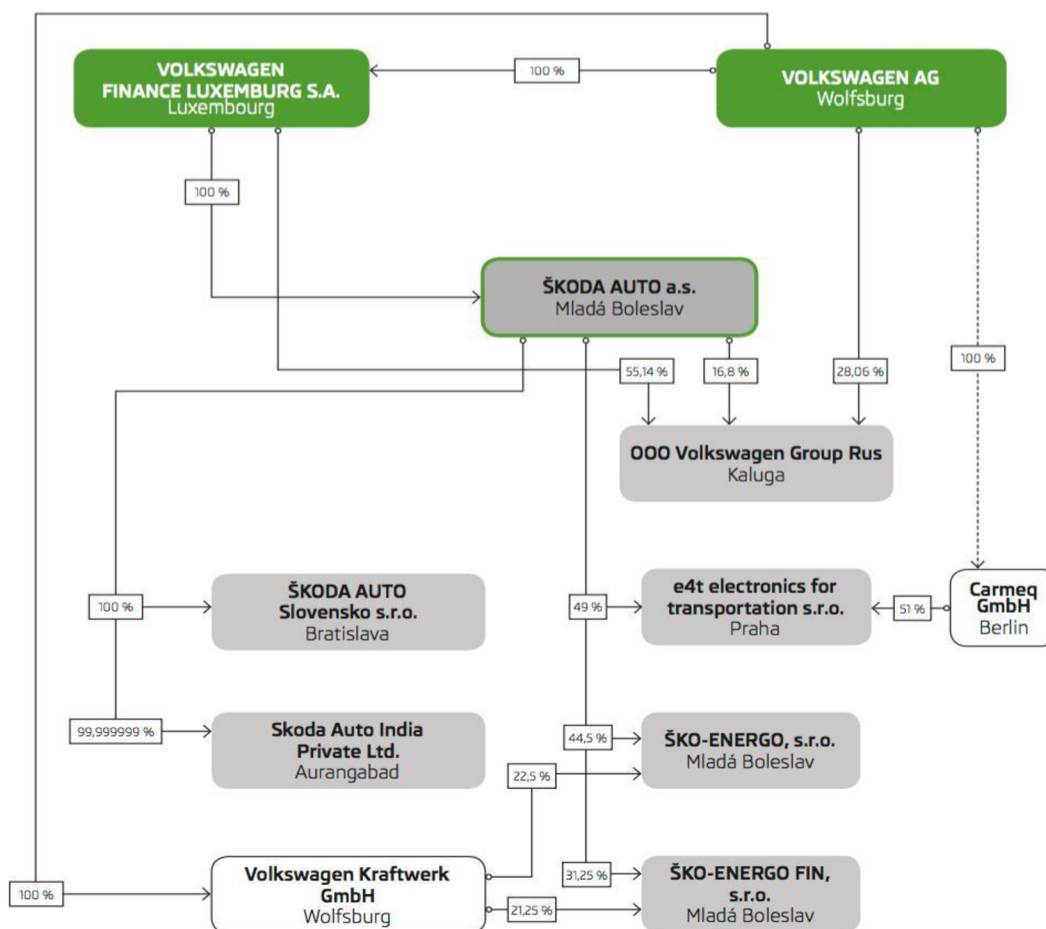 VOLKSWAGEN
FINANCE LUXEMBURG S.A.
Luxembourg
100 %
VOLKSWAGEN AG
Wolfsburg
100 %
ŠKODA AUTO a.s.
Mladá Boleslav
55,14 %
16,8 %
28,06 %
100 %
OOO Volkswagen Group Rus
Kaluga
100 %
ŠKODA AUTO
Slovensko s.r.o.
Bratislava
49 %
e4t electronics for
transportation s.r.o.
Praha
51 %
Carmeq
GmbH
Berlin
99,999999 %
Skoda Auto India
Private Ltd.
Aurangabad
44,5 %
22,5 %
ŠKO-ENERGO, s.r.o.
Mladá Boleslav
100 %
Volkswagen Kraftwerk
GmbH
Wolfsburg
31,25 %
21,25 %
ŠKO-ENERGO FIN,
s.r.o.
Mladá Boleslav